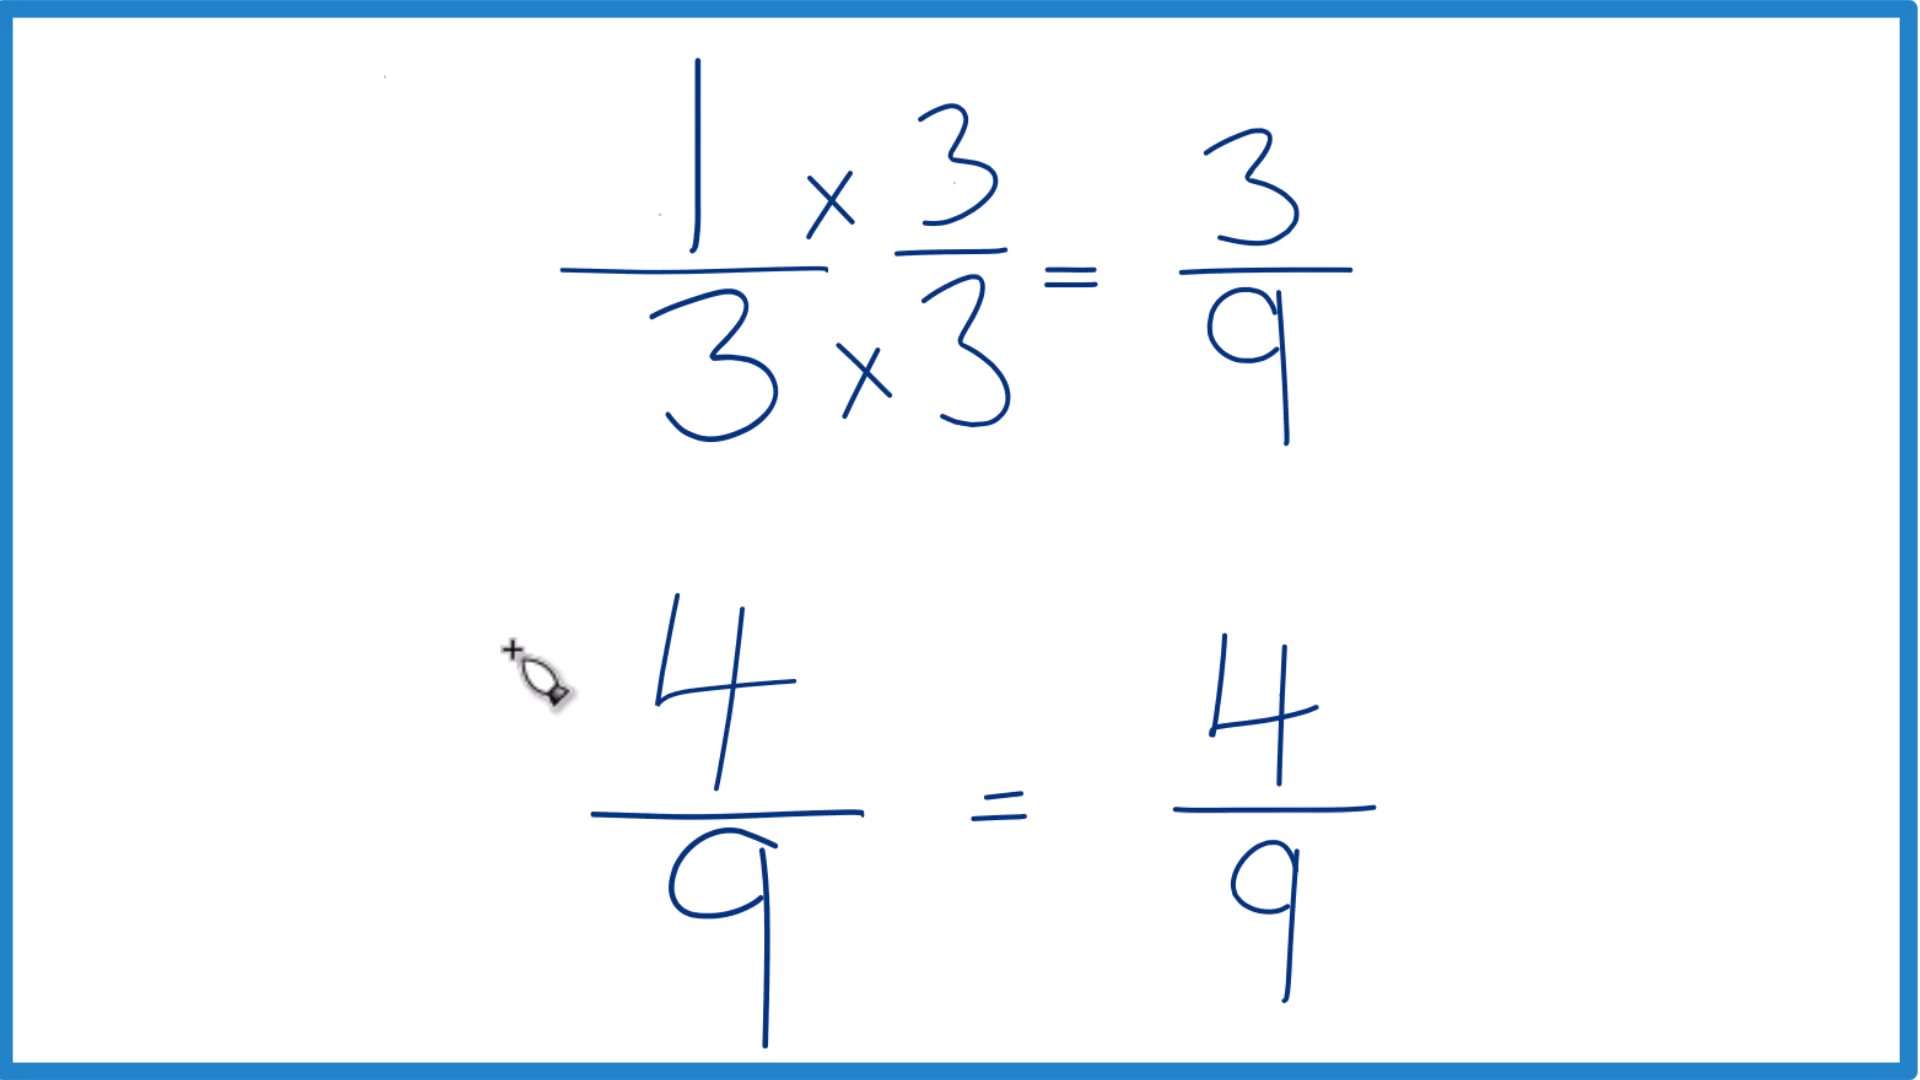 1 × 3 = 3
3 × 3 9
4 = 4
9 9